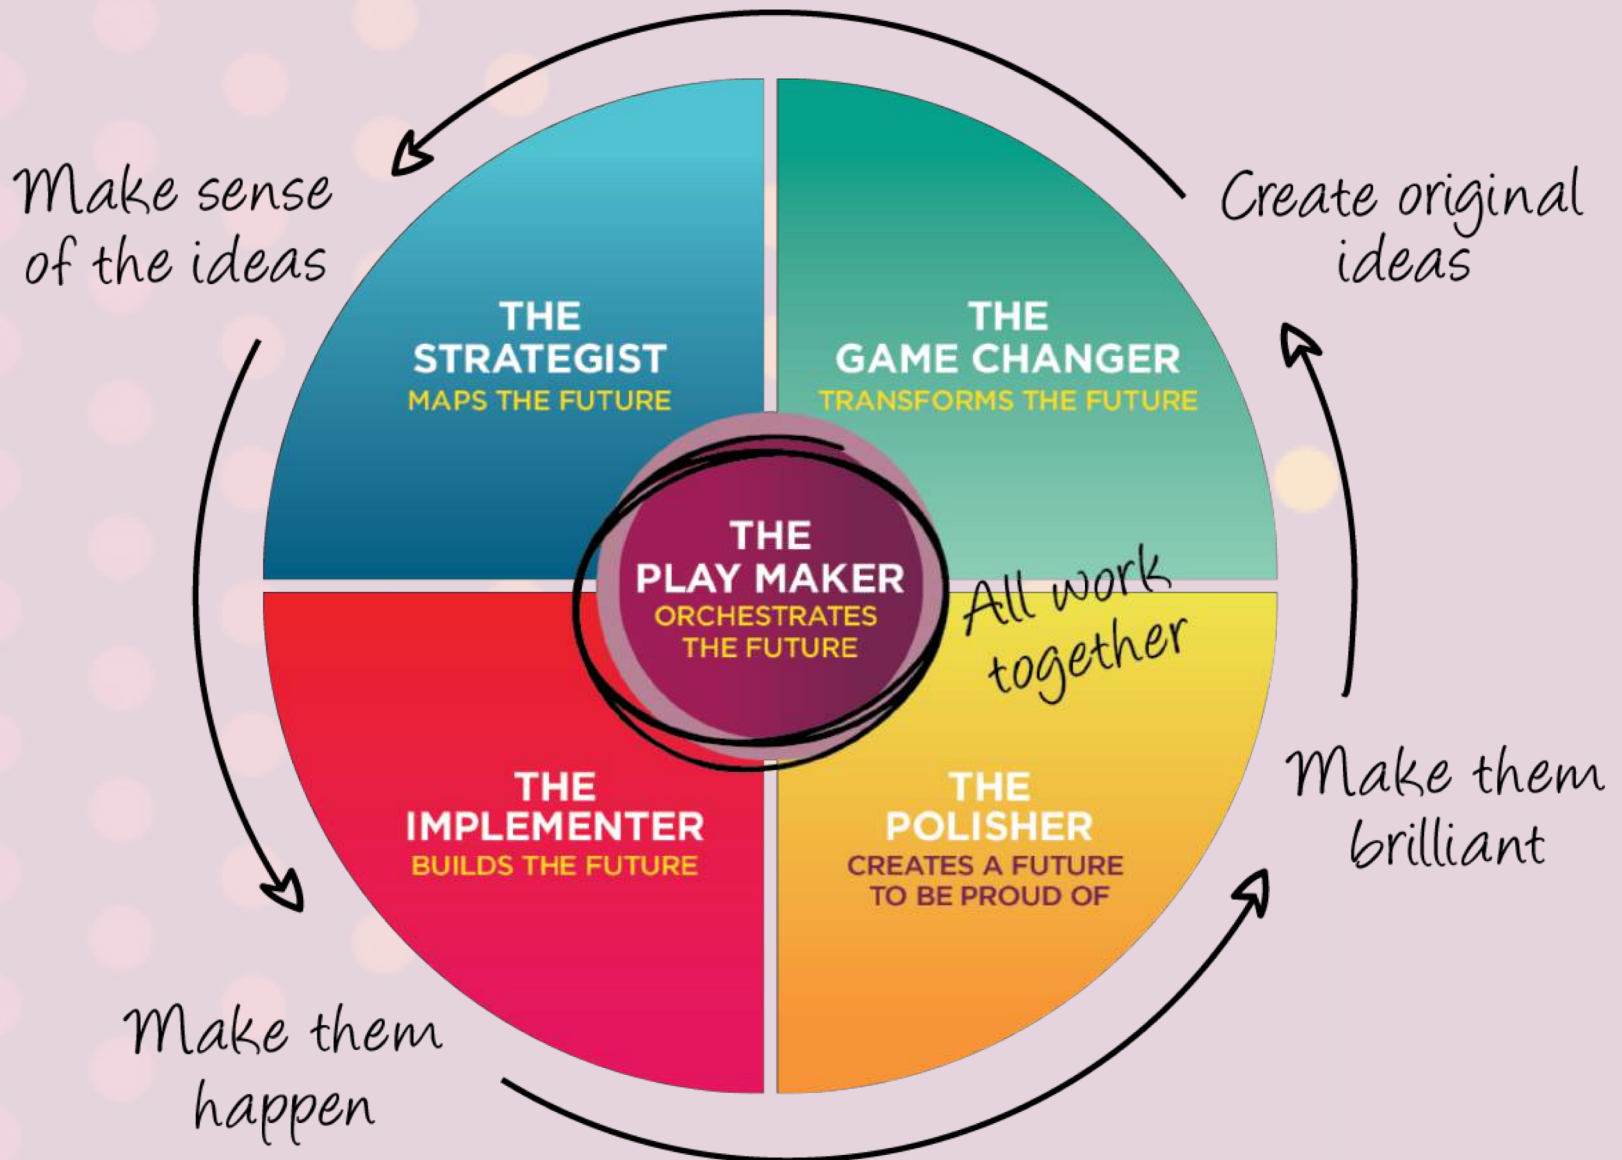 Make sense
of the ideas
Create original
ideas
THE
STRATEGIST
MAPS THE FUTURE
THE
GAME CHANGER
TRANSFORMS THE FUTURE
THE
PLAY MAKER
ORCHESTRATES
THE FUTURE
All work
together
THE
IMPLEMENTER
BUILDS THE FUTURE
THE
POLISHER
CREATES A FUTURE
TO BE PROUD OF
Make them
brilliant
Make them
happen